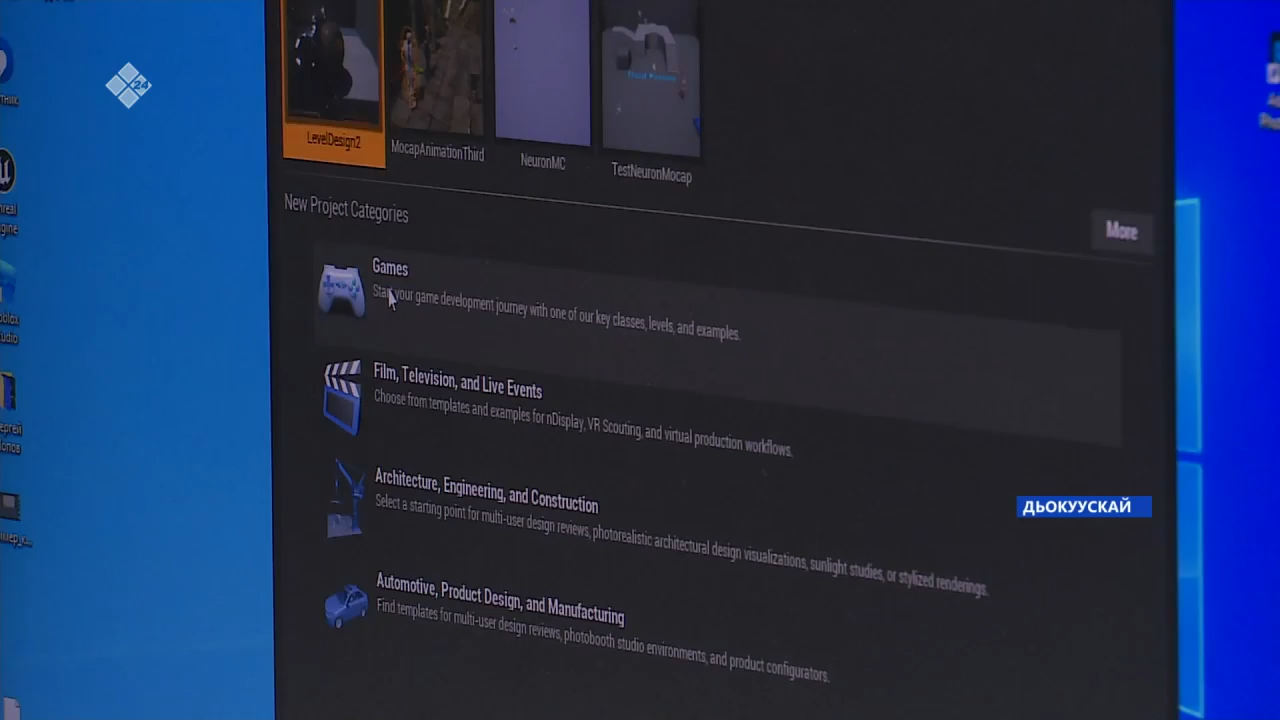 X24
LevelDesign2
MocapAnimationThird
NeuronMC
TestNeuronMocap
New Project Categories
More
Games
Start your game development journey with one of our key classes, levels, and examples.
Film, Television, and Live Events
Choose from templates and examples for nDisplay, VR Scouting, and virtual production workflows.
Architecture, Engineering, and Construction
Select a starting point for multi-user design reviews, photorealistic architectural design visualizations, sunlight studies, or stylized renderings.
Automotive, Product Design, and Manufacturing
Find templates for multi-user design reviews, photobooth studio environments, and product configurators.
ДЬОКУУСКАЙ